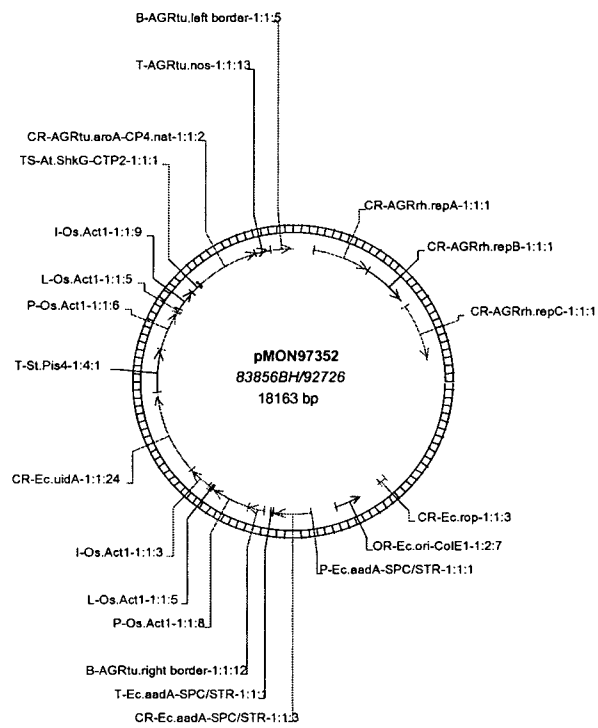 B-AGRtu.left border-1:1:5
T-AGRtu.nos-1:1:13
CR-AGRtu.aroA-CP4.nat-1:1:2
TS-At.ShkG-CTP2-1:1:1
CR-AGRrh.repA-1:1:1
I-Os.Act1-1:1:9
CR-AGRrh.repB-1:1:1
L-Os.Act1-1:1:5
P-Os.Act1-1:1:6
CR-AGRrh.repC-1:1:1
pMON97352
83856BH/92726
18163 bp
T-St.Pis4-1:4:1
CR-Ec.uidA-1:1:24
CR-Ec.rop-1:1:3
I-Os.Act1-1:1:3
OR-Ec.ori-ColE1-1:2:7
P-Ec.aadA-SPC/STR-1:1:1
L-Os.Act1-1:1:5
P-Os.Act1-1:1:8
B-AGRtu.right border-1:1:12
T-Ec.aadA-SPC/STR-1:1:1
CR-Ec.aadA-SPC/STR-1:1:3